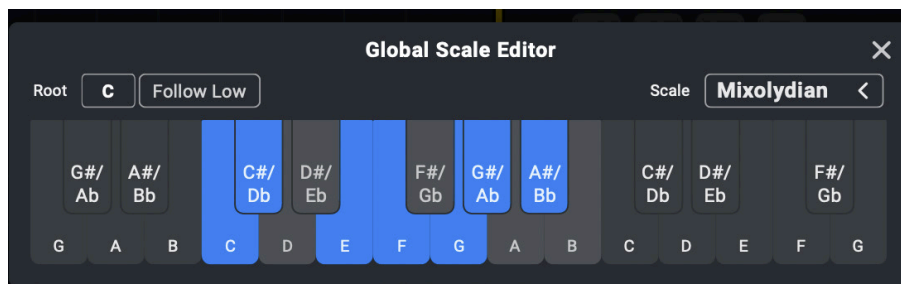 Global Scale Editor
Root C Follow Low Scale Mixolydian
G#/ A#/ C#/ D#/ F#/ G#/ A#/ C#/ D#/ F#/
Ab Bb Db Eb Gb Ab Bb Db Eb Gb
G A B C D E F G A B C D E F G